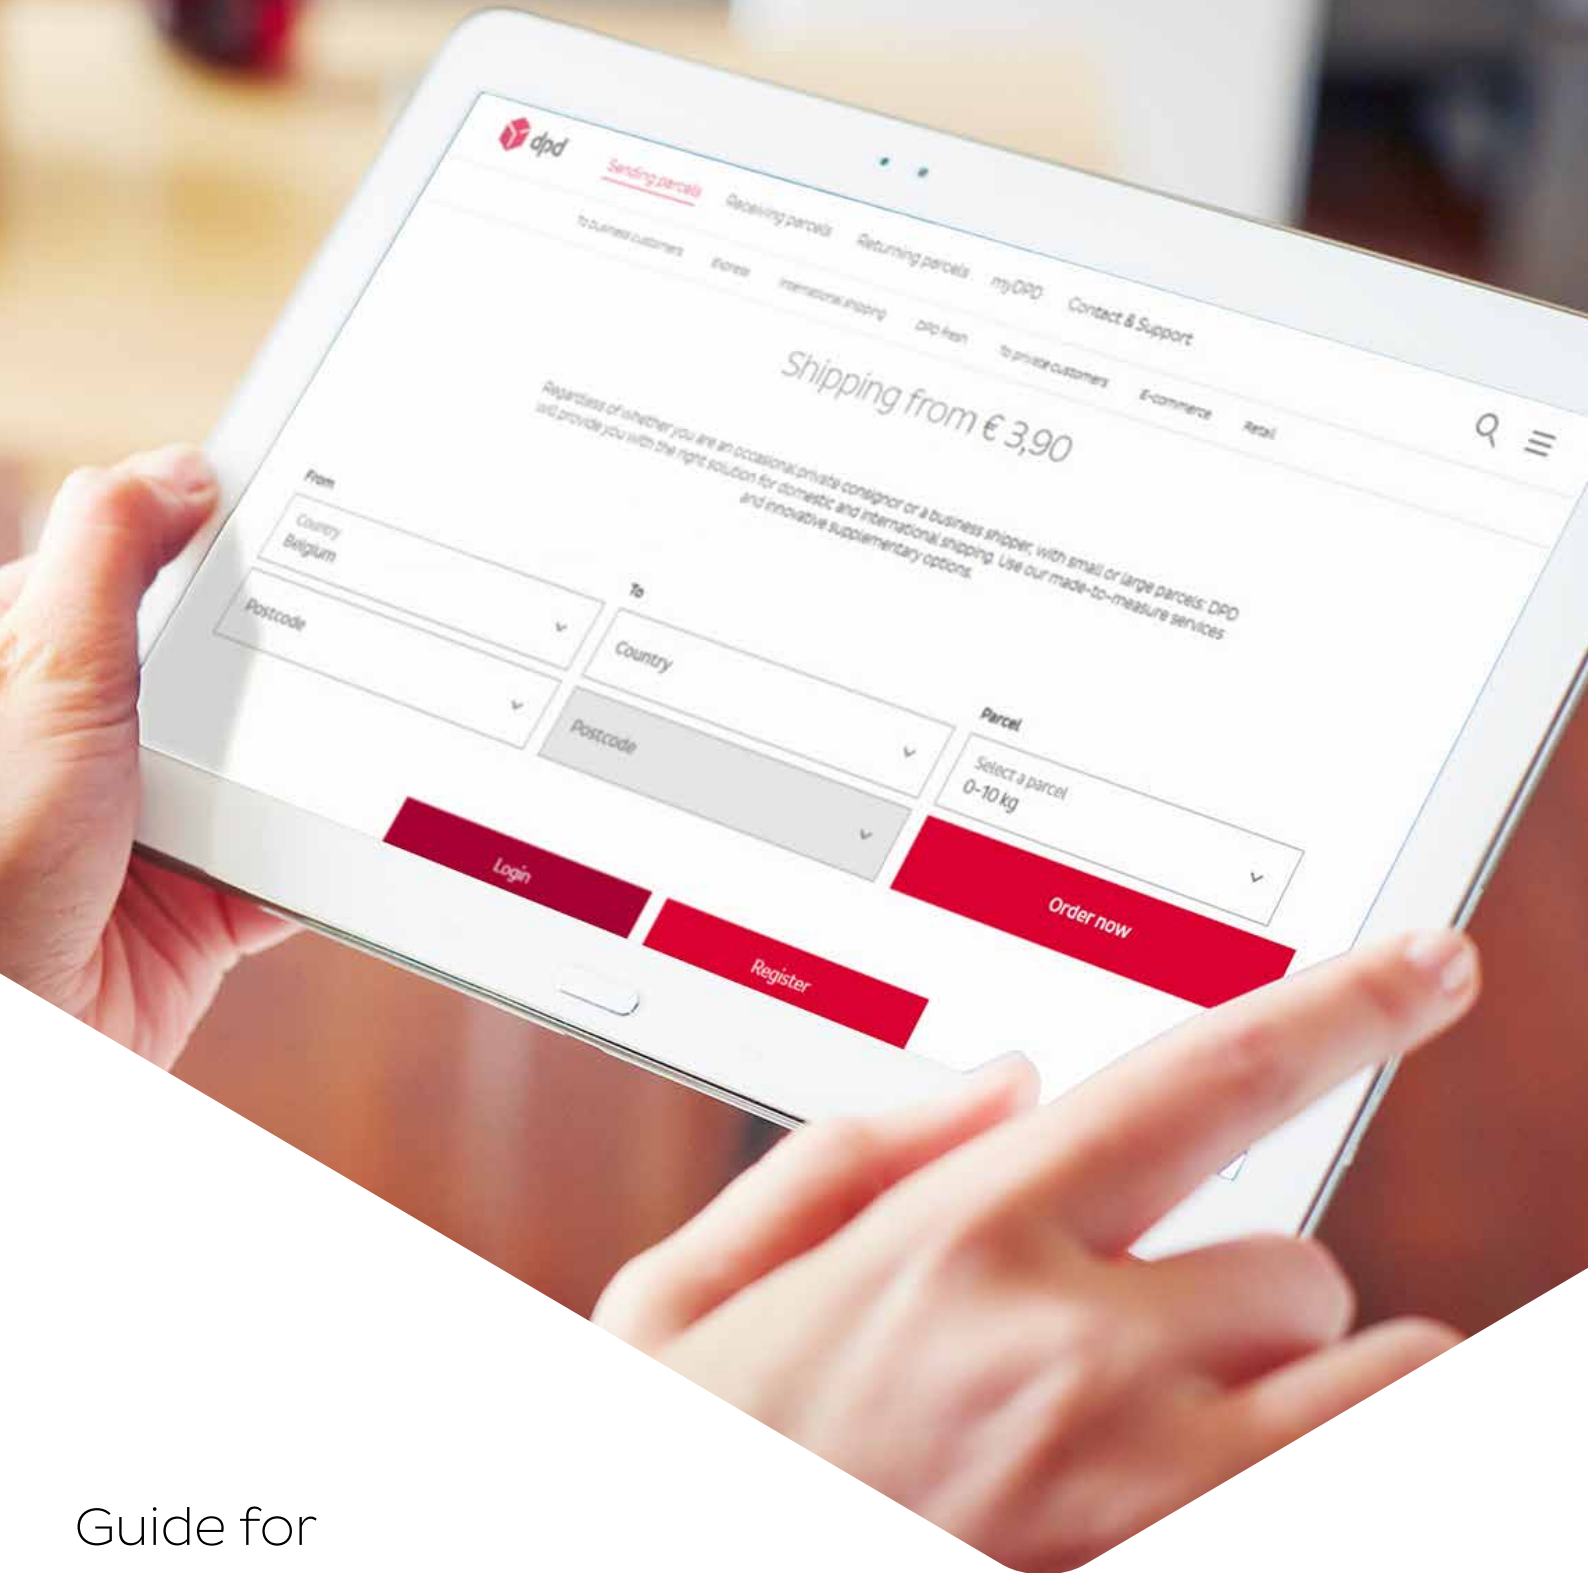 dpd
Sending parcels
Receiving parcels
Returning parcels
myDPD
Contact & Support
To business customers
Express
International shipping
DPD fresh
To private customers
E-commerce
Retail
Shipping from € 3,90
Regardless of whether you are an occasional private consignor or a business shipper, with small or large parcels: DPD
will provide you with the right solution for domestic and international shipping. Use our made-to-measure services
and innovative supplementary options.
From
Country
Belgium
Postcode
To
Country
Postcode
Parcel
Select a parcel
0-10 kg
Order now
Login
Register
Guide for